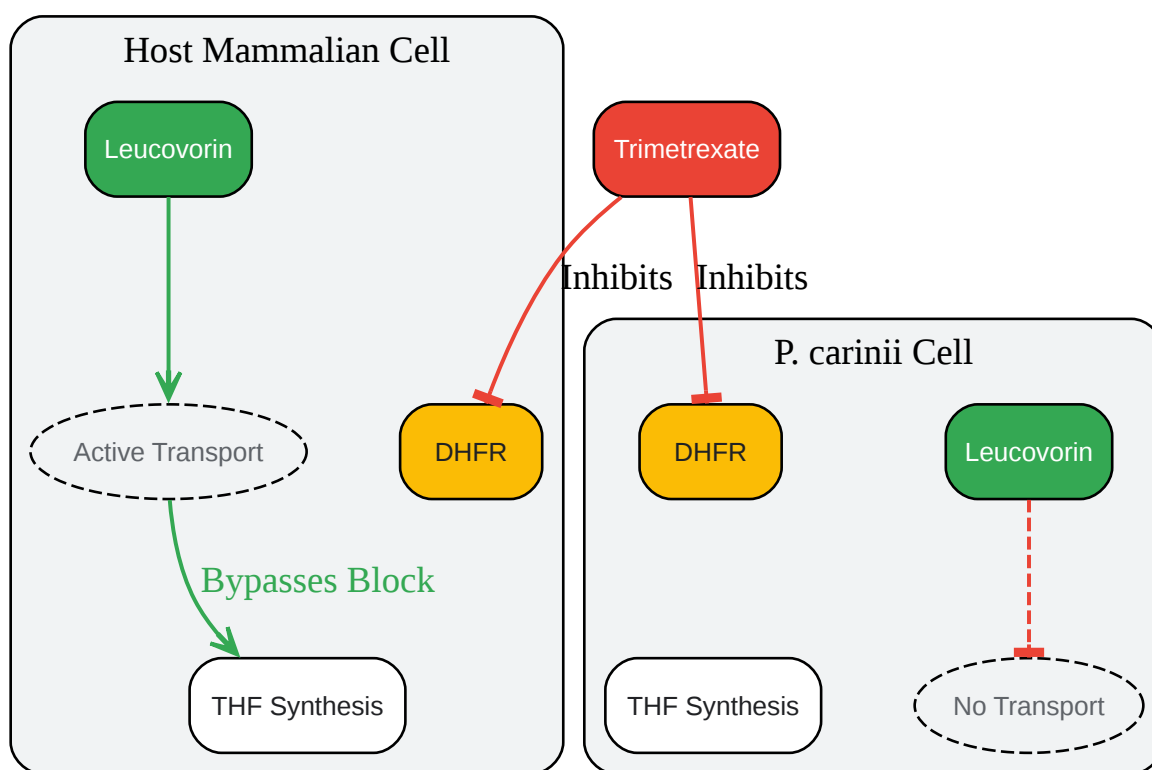 Host Mammalian Cell
Leucovorin
Trimetrexate
Inhibits
Inhibits
P. carinii Cell
Active Transport
DHFR
DHFR
Leucovorin
Bypasses Block
THF Synthesis
THF Synthesis
No Transport